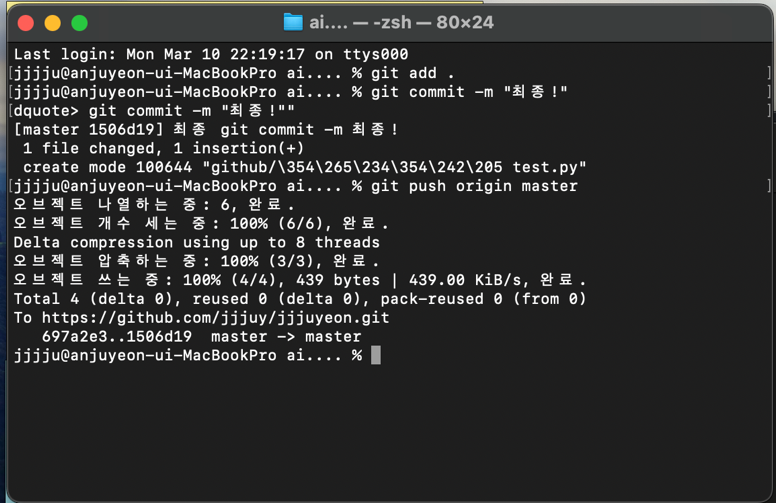 ai.... — -zsh — 80×24
Last login: Mon Mar 10 22:19:17 on ttys000
[jjjju@anjuyeon-ui-MacBookPro ai.... % git add . ]
[jjjju@anjuyeon-ui-MacBookPro ai.... % git commit -m "최종!" ]
[dquote> git commit -m "최종!"" ]
[master 1506d19] 최종 git commit -m 최종!
1 file changed, 1 insertion(+)
create mode 100644 "github/\354\265\234\354\242\205 test.py"
[jjjju@anjuyeon-ui-MacBookPro ai.... % git push origin master ]
오브젝트 나열하는 중: 6, 완료.
오브젝트 개수 세는 중: 100% (6/6), 완료.
Delta compression using up to 8 threads
오브젝트 압축하는 중: 100% (3/3), 완료.
오브젝트 쓰는 중: 100% (4/4), 439 bytes | 439.00 KiB/s, 완료.
Total 4 (delta 0), reused 0 (delta 0), pack-reused 0 (from 0)
To https://github.com/jjjuy/jjjuyeon.git
697a2e3..1506d19 master -> master
jjjju@anjuyeon-ui-MacBookPro ai.... %